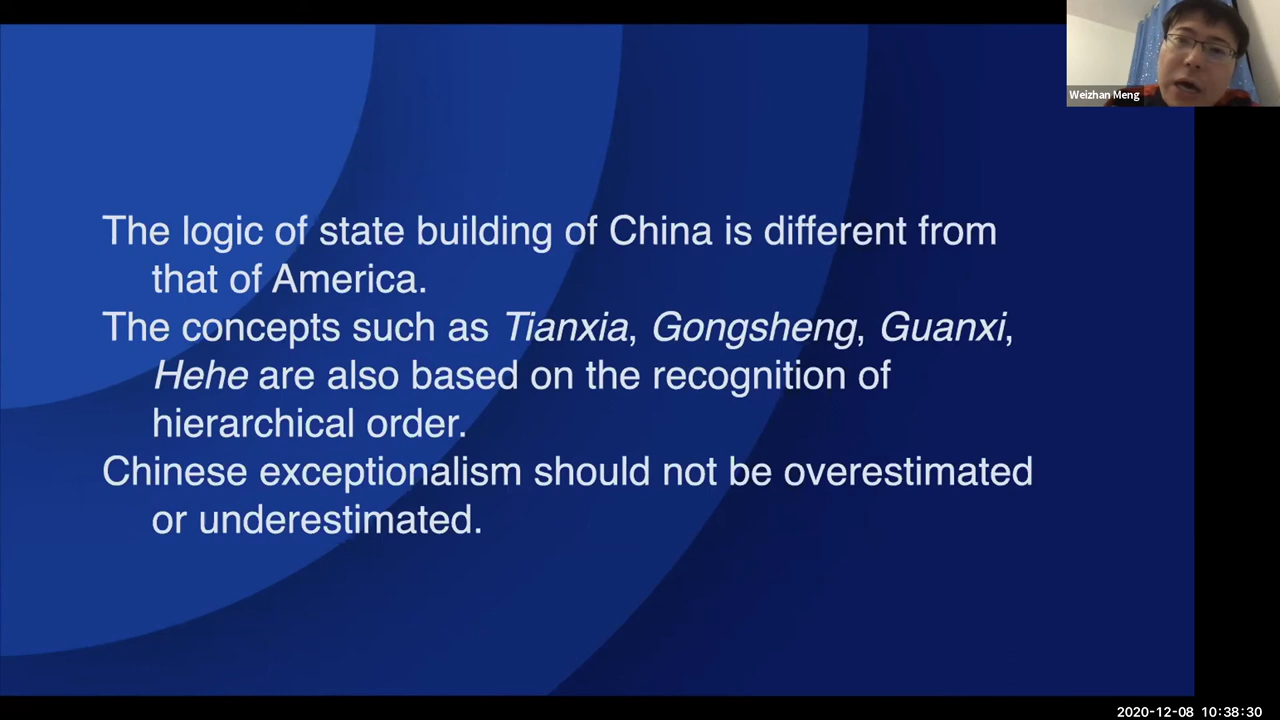 Weizhan Meng
The logic of state building of China is different from
that of America.
The concepts such as Tianxia, Gongsheng, Guanxi,
Hehe are also based on the recognition of
hierarchical order.
Chinese exceptionalism should not be overestimated
or underestimated.
2020-12-08 10:38:30